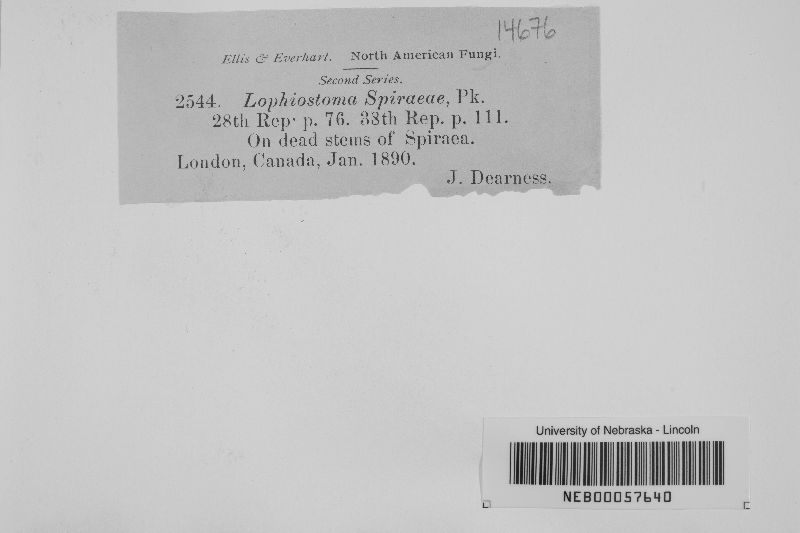 14676
Ellis & Everhart. North American Fungi.
Second Series.
2544. Lophiostoma Spiraeae, Pk.
28th Rep. p. 76. 38th Rep. p. 111.
On dead stems of Spiraea.
London, Canada, Jan. 1890.
J. Dearness.
University of Nebraska - Lincoln
NEB00057640